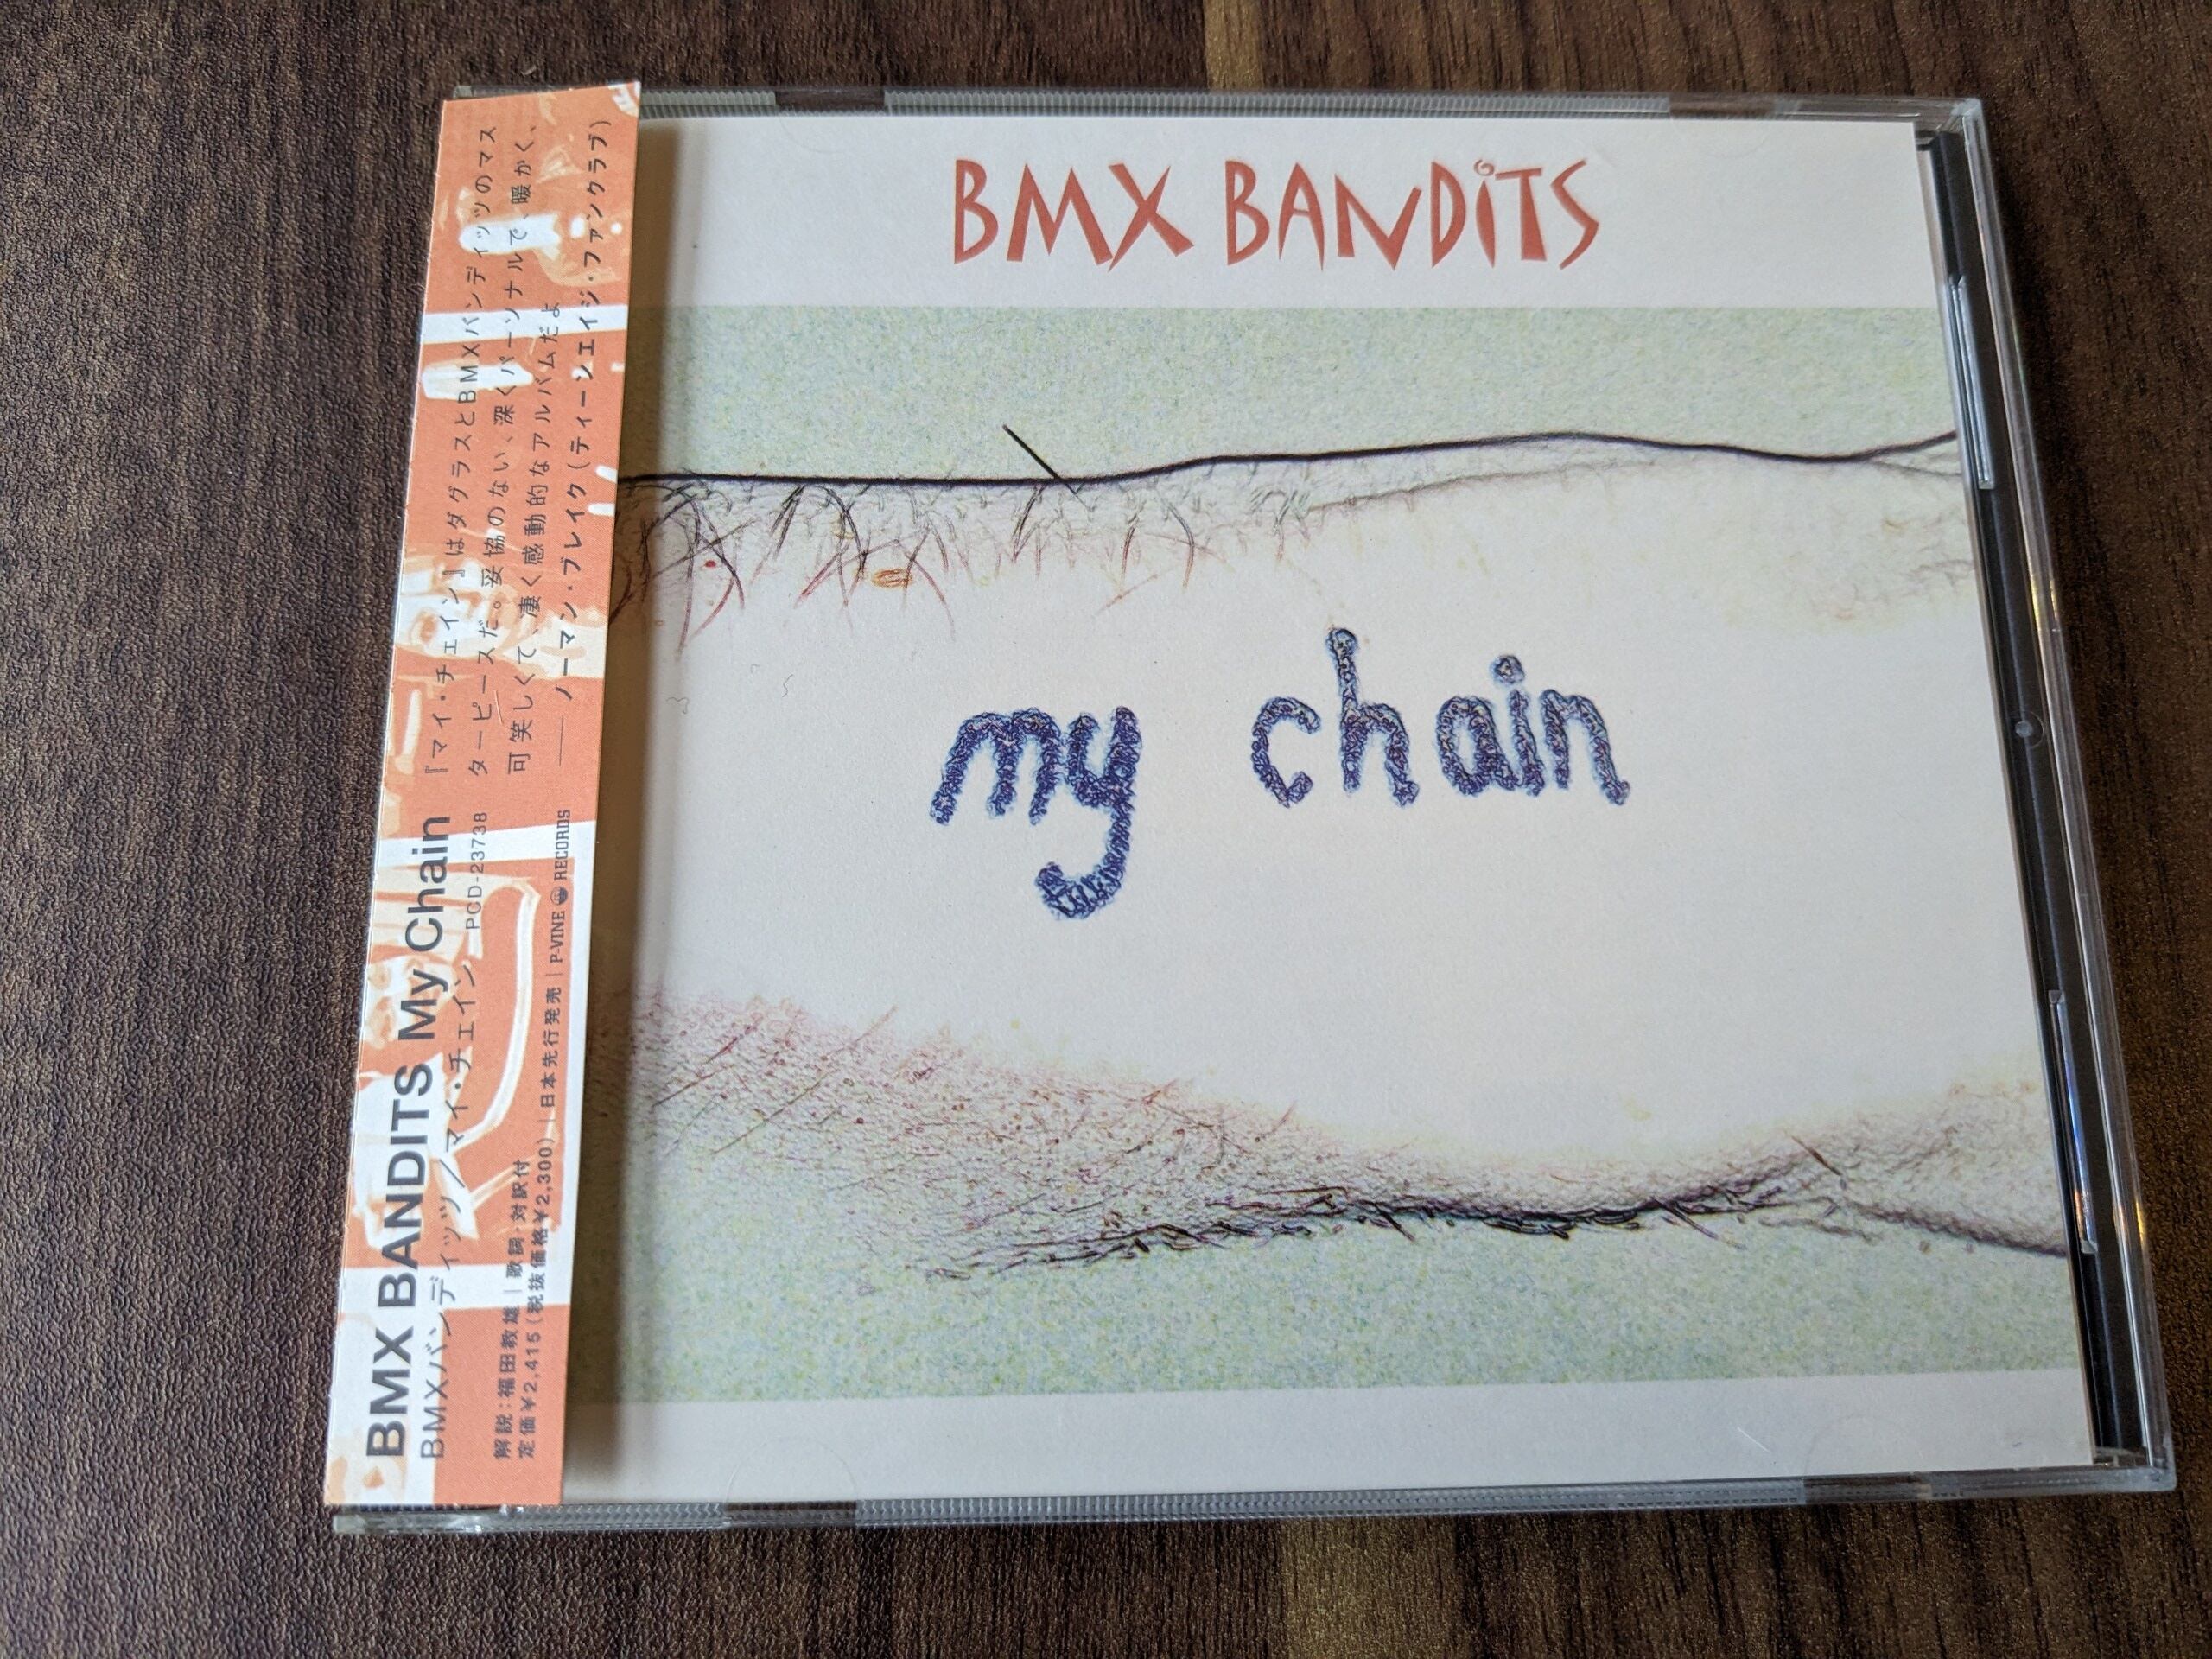 BMX BANDITS
my chain
『マイ・チェイン』はダグラスとBMXバンディッツのマス
ターピースだ。妥協のない、深くパーソナルで、暖かく、
可笑しくて、凄く感動的なアルバムだよ
——ノーマン・ブレイク(ティーンエイジ・ファンクラブ)
BMX BANDITS My Chain
BMXバンディッツ/マイ・チェイン PCD-23738
解説:福田教雄|歌詞・対訳付
定価¥2,415(税抜価格¥2,300)|日本先行発売|P-VINE RECORDS